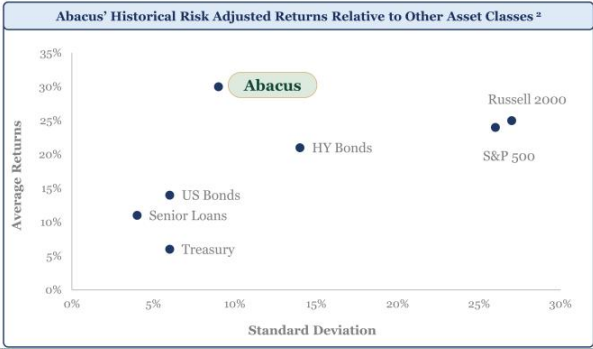 Abacus' Historical Risk Adjusted Returns Relative to Other Asset Classes ²
35%
30%
25%
20%
15%
10%
5%
0%
Average Returns
Abacus
Russell 2000
S&P 500
HY Bonds
US Bonds
Senior Loans
Treasury
0% 5% 10% 15% 20% 25% 30%
Standard Deviation